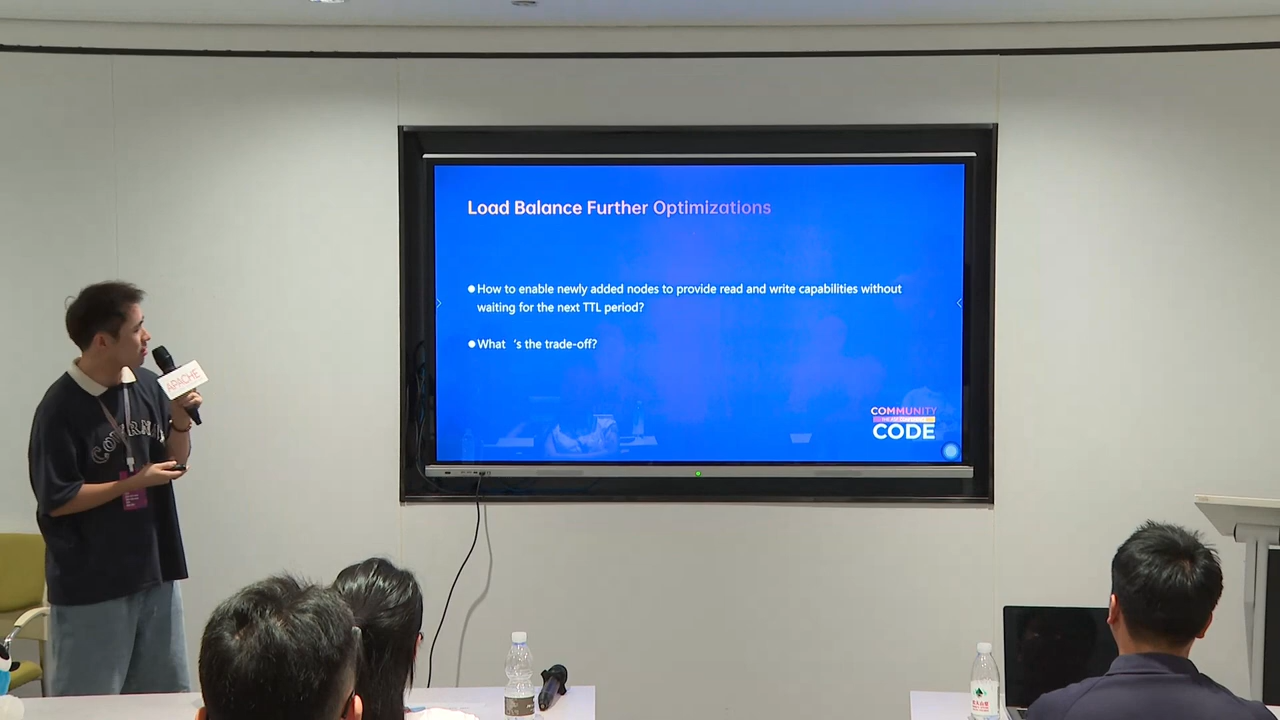 Load Balance Further Optimizations
●How to enable newly added nodes to provide read and write capabilities without
waiting for the next TTL period?
●What ‘s the trade-off?
COMMUNITY
CODE
APACHE